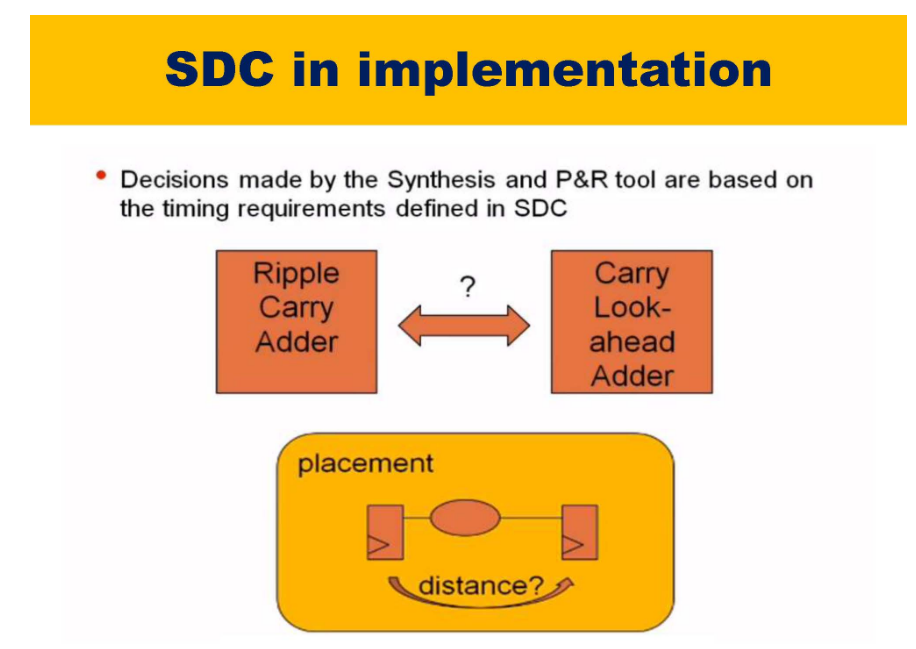 SDC in implementation
• Decisions made by the Synthesis and P&R tool are based on
the timing requirements defined in SDC
Ripple
Carry
Adder
?
Carry
Look-
ahead
Adder
placement
distance?